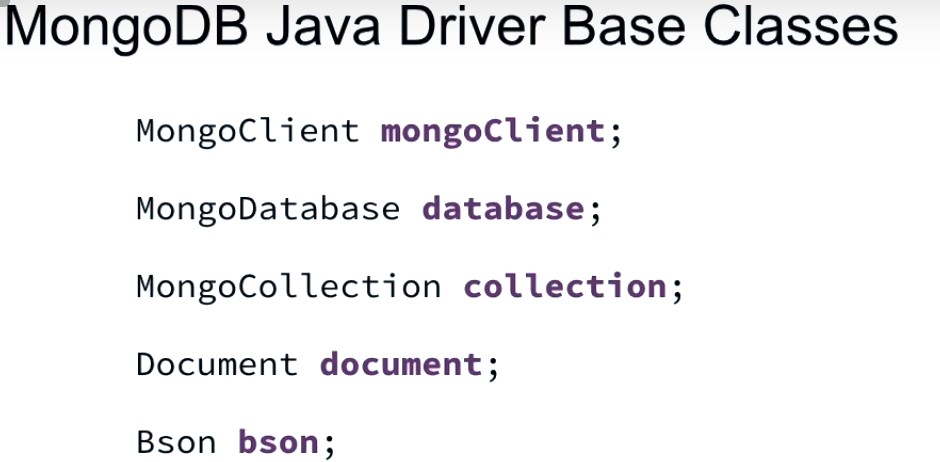 MongoDB Java Driver Base Classes
MongoClient mongoClient;
MongoDatabase database;
MongoCollection collection;
Document document;
Bson bson;